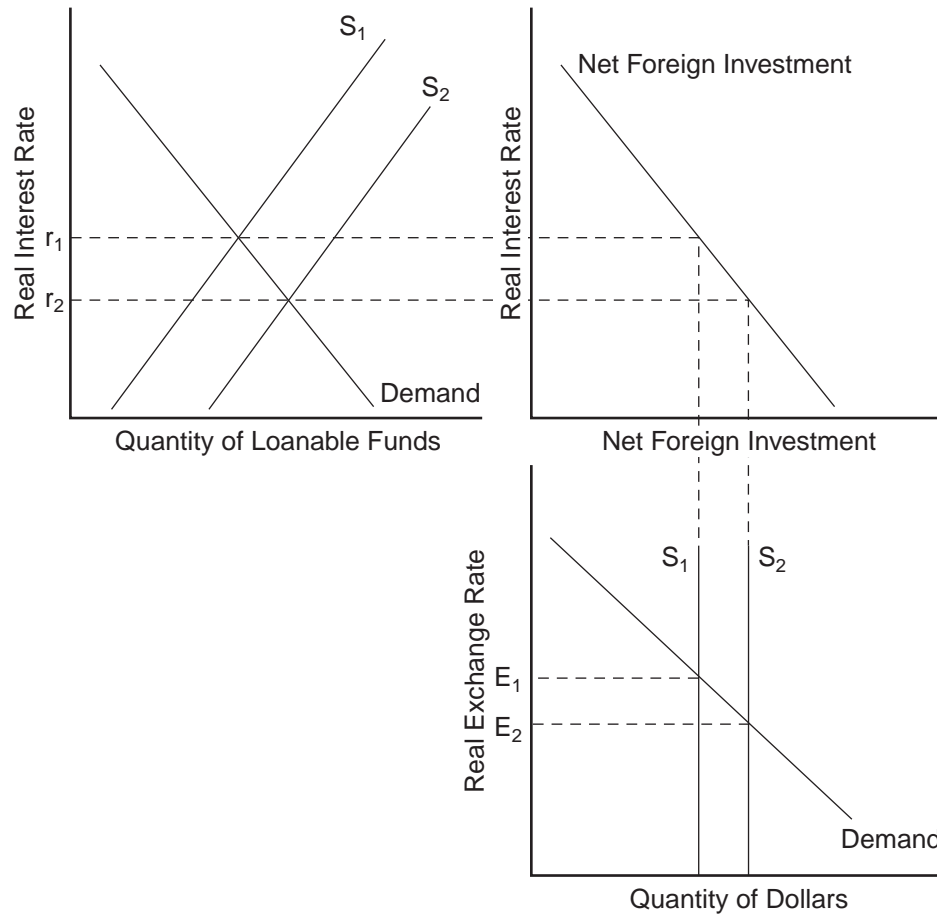 S1
S2
Real Interest Rate
r1
r2
Demand
Quantity of Loanable Funds
Net Foreign Investment
Real Interest Rate
Net Foreign Investment
S1
S2
Real Exchange Rate
E1
E2
Demand
Quantity of Dollars